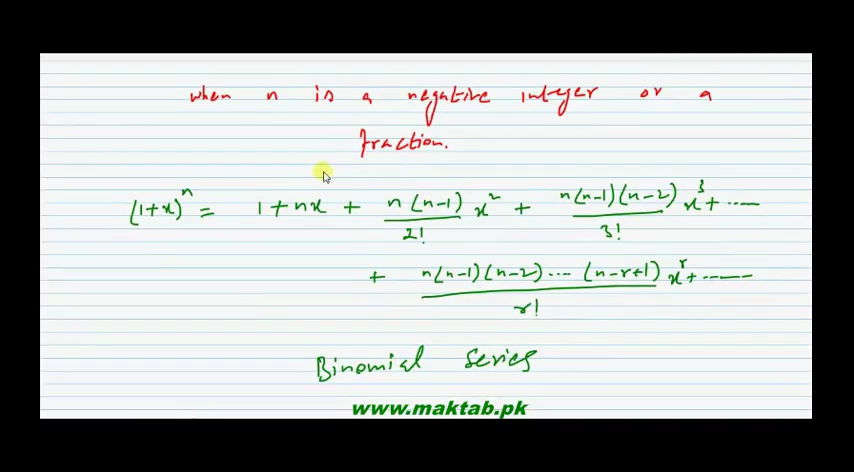 when n is a negative integer or a
fraction.
(1+x)^n = 1 + nx + n(n-1)/2! x^2 + n(n-1)(n-2)/3! x^3 + .....
+ n(n-1)(n-2) .... (n-r+1)/r! x^r + ......
Binomial Series
www.maktab.pk